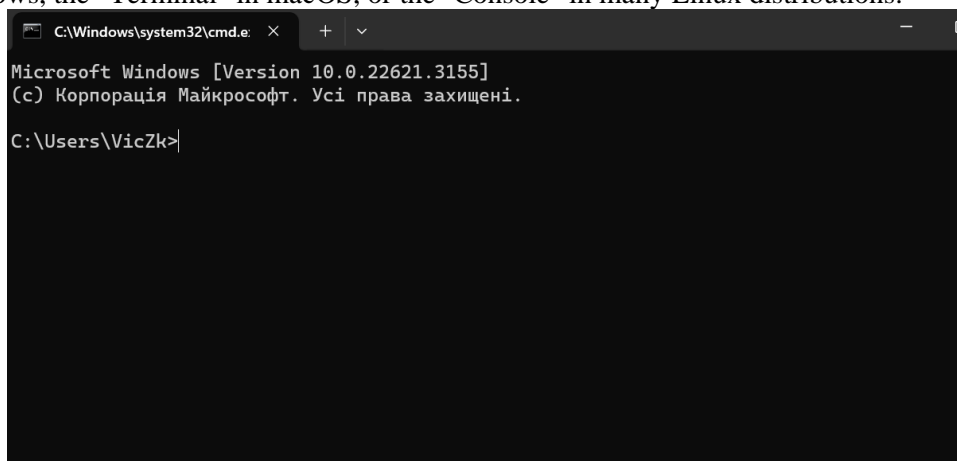 the "Terminal" in macOS, or the "Console" in many Linux distributions.
C:\Windows\system32\cmd.e
Microsoft Windows [Version 10.0.22621.3155]
(c) Корпорація Майкрософт. Усі права захищені.
C:\Users\VicZk>